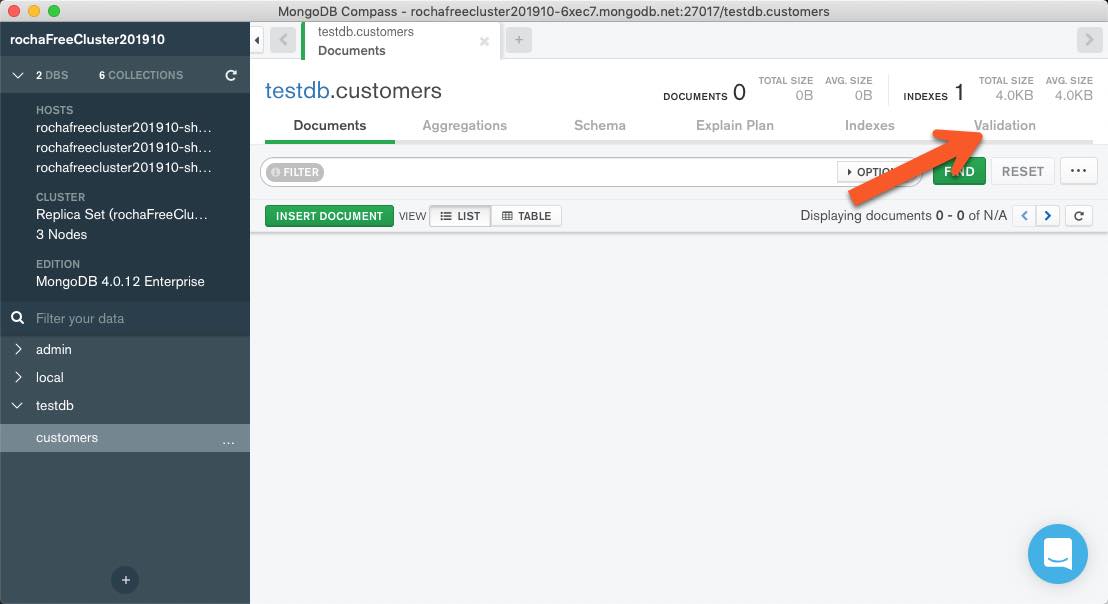 MongoDB Compass - rochafreecluster201910-6xec7.mongodb.net:27017/testdb.customers
rochaFreeCluster201910
2 DBS 6 COLLECTIONS
HOSTS
rochafreecluster201910-sh...
rochafreecluster201910-sh...
rochafreecluster201910-sh...
CLUSTER
Replica Set (rochaFreeClu...
3 Nodes
EDITION
MongoDB 4.0.12 Enterprise
Filter your data
admin
local
testdb
customers ...
+
testdb.customers
Documents
+
testdb.customers
DOCUMENTS 0 TOTAL SIZE 0B AVG. SIZE 0B INDEXES 1 TOTAL SIZE 4.0KB AVG. SIZE 4.0KB
Documents Aggregations Schema Explain Plan Indexes Validation
FILTER FIND RESET ...
INSERT DOCUMENT VIEW LIST TABLE Displaying documents 0 - 0 of N/A